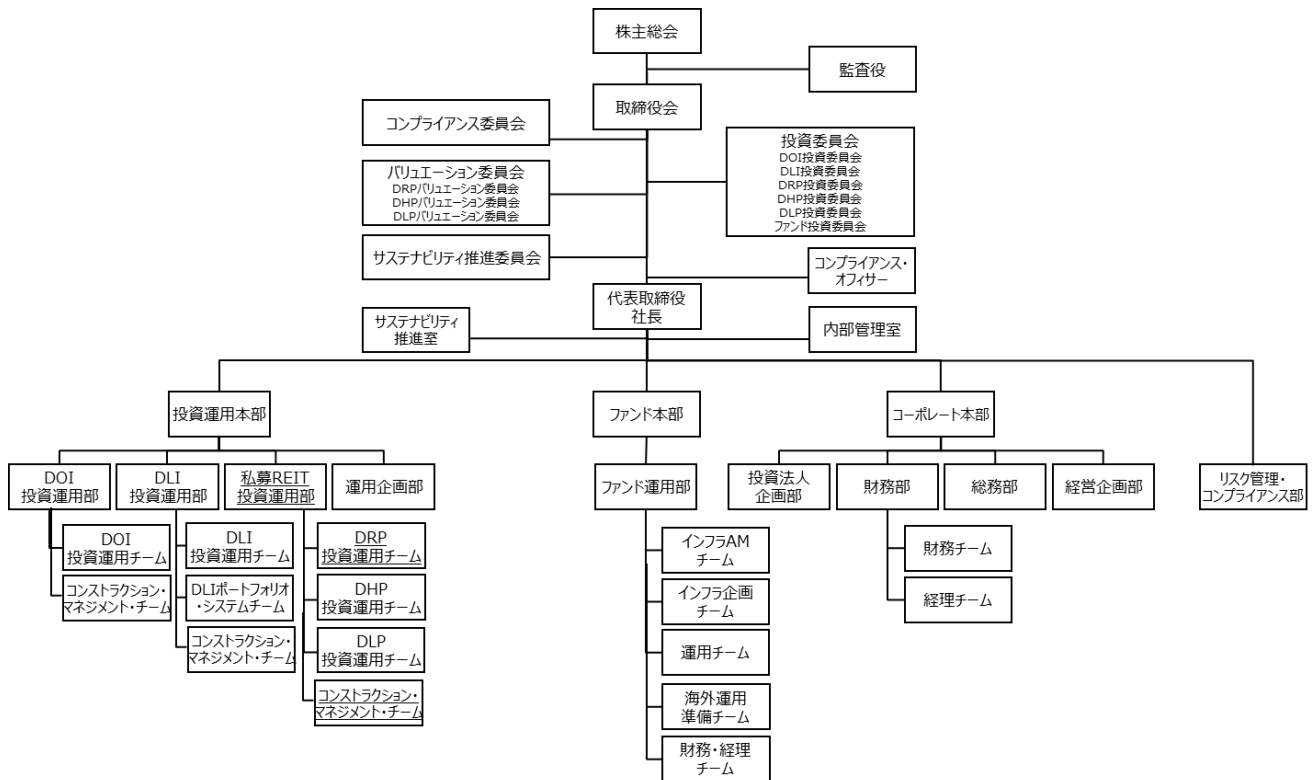 株主総会
監査役
取締役会
コンプライアンス委員会
投資委員会
DOI投資委員会
DLI投資委員会
DRP投資委員会
DHP投資委員会
DLP投資委員会
ファンド投資委員会
バリュエーション委員会
DRPバリュエーション委員会
DHPバリュエーション委員会
DLPバリュエーション委員会
サステナビリティ推進委員会
コンプライアンス・
オフィサー
代表取締役
社長
サステナビリティ
推進室
内部管理室
投資運用本部
ファンド本部
コーポレート本部
DOI
投資運用部
DLI
投資運用部
私募REIT
投資運用部
運用企画部
ファンド運用部
投資法人
企画部
財務部
総務部
経営企画部
リスク管理・
コンプライアンス部
DOI
投資運用チーム
コンストラクション・
マネジメント・チーム
DLI
投資運用チーム
DLIポートフォリオ
・システムチーム
コンストラクション・
マネジメント・チーム
DRP
投資運用チーム
DHP
投資運用チーム
DLP
投資運用チーム
コンストラクション・
マネジメント・チーム
インフラAM
チーム
インフラ企画
チーム
運用チーム
海外運用
準備チーム
財務・経理
チーム
財務チーム
経理チーム